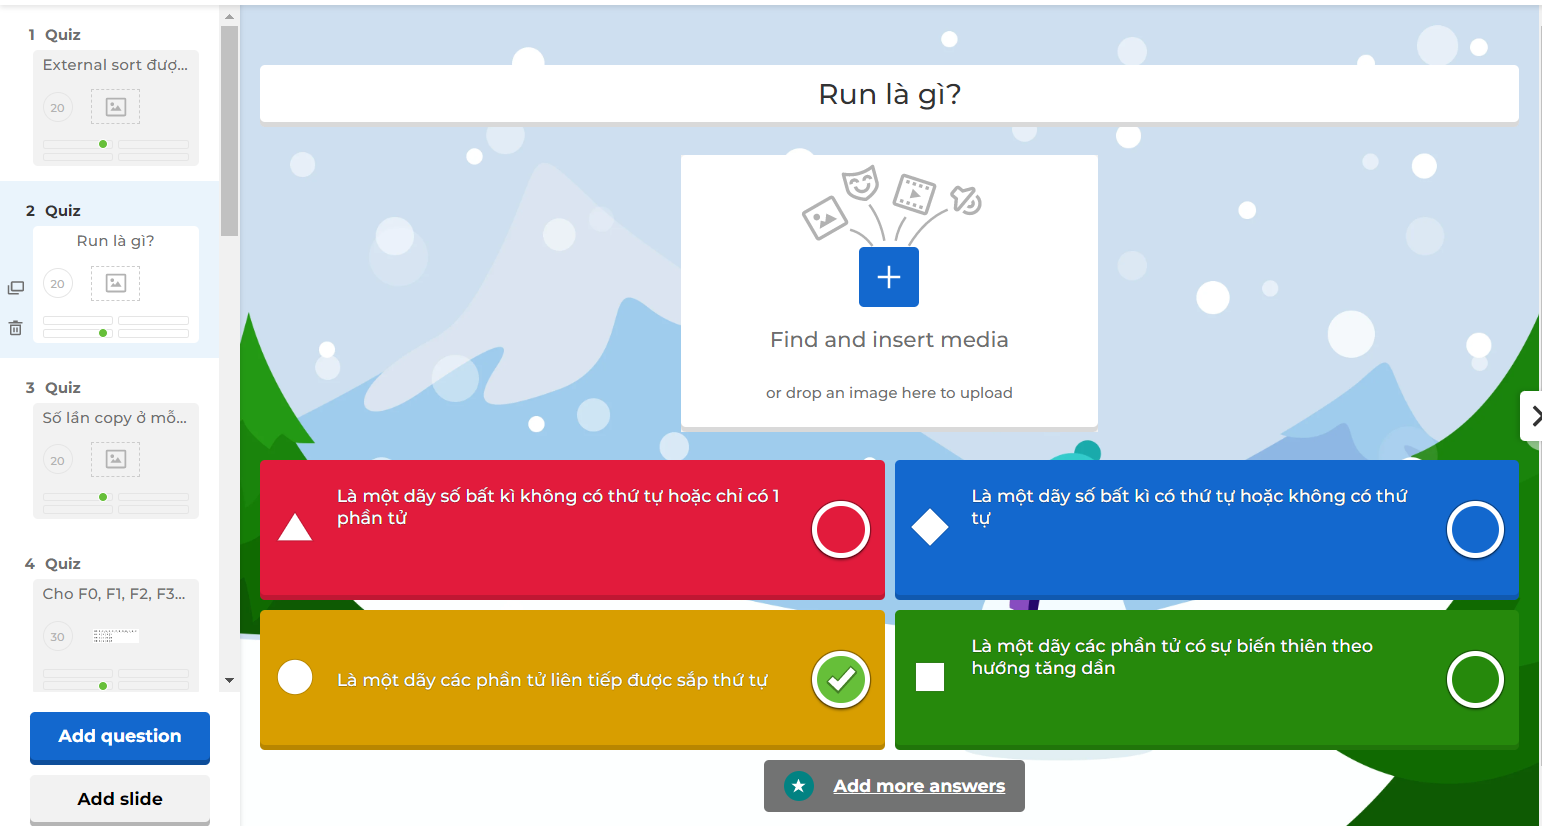 1 Quiz
External sort đượ...
20
2 Quiz
Run là gì?
20
3 Quiz
Số lần copy ở mỗ...
20
4 Quiz
Cho F0, F1, F2, F3...
30
Add question
Add slide
Run là gì?
Find and insert media
or drop an image here to upload
Là một dãy số bất kì không có thứ tự hoặc chỉ có 1
phần tử
Là một dãy số bất kì có thứ tự hoặc không có thứ
tự
Là một dãy các phần tử liên tiếp được sắp thứ tự
Là một dãy các phần tử có sự biến thiên theo
hướng tăng dần
Add more answers